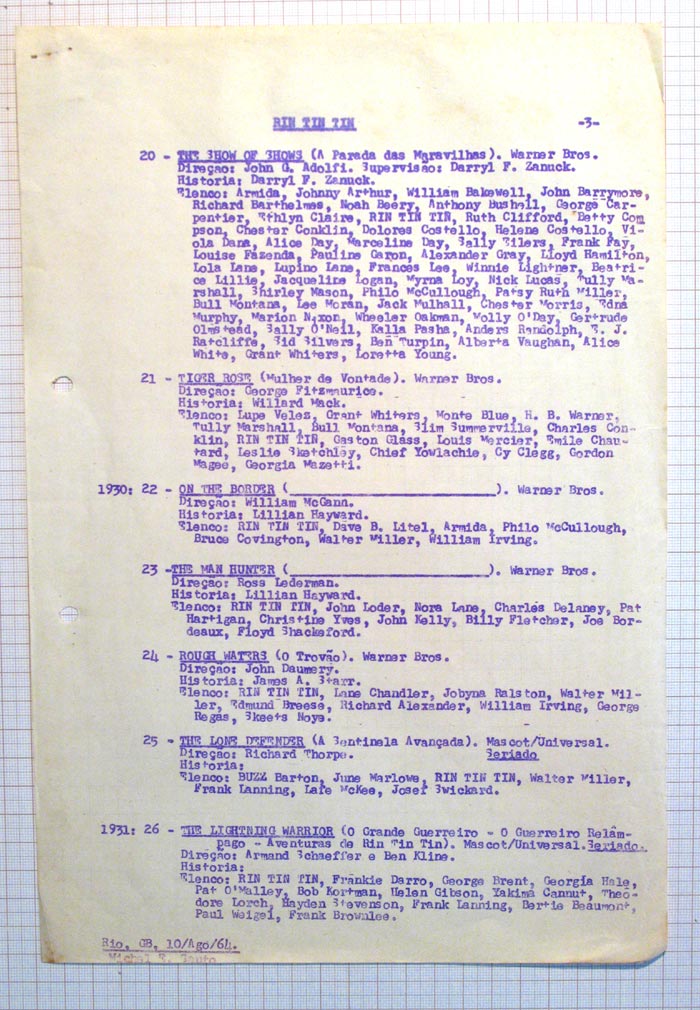 RIN TIN TIN -3-
20 - THE SHOW OF SHOWS (A Parada das Maravilhas). Warner Bros.
Direção: John G. Adolfi. Supervisão: Darryl F. Zanuck.
Historia: Darryl F. Zanuck.
Elenco: Armida, Johnny Arthur, William Bakewell, John Barrymore,
Richard Barthelmes, Noah Beery, Anthony Bushell, George Car-
pentier, Ethlyn Claire, RIN TIN TIN, Ruth Clifford, Betty Com
pson, Chester Conklin, Dolores Costello, Helene Costello, Vi-
ola Dana, Alice Day, Marceline Day, Sally Eilers, Frank Fay,
Louise Fazenda, Pauline Garon, Alexander Gray, Lloyd Hamilton,
Lola Lane, Lupino Lane, Frances Lee, Winnie Lightner, Beatri-
ce Lillie, Jacqueline Logan, Myrna Loy, Nick Lucas, Tully Ma-
rshall, Shirley Mason, Philo McCullough, Patsy Ruth Miller,
Bull Montana, Lee Moran, Jack Mulhall, Chester Morris, Edna
Murphy, Marion Nixon, Wheeler Oakman, Molly O'Day, Gertrude
Olmstead, Sally O'Neil, Kalla Pasha, Anders Randolph, E. J.
Ratcliffe, Sid Silvers, Ben Turpin, Alberta Vaughan, Alice
White, Grant Whiters, Loretta Young.
21 - TIGER ROSE (Mulher de Vontade). Warner Bros.
Direção: George Fitzmaurice.
Historia: Willard Mack.
Elenco: Lupe Velez, Grant Whiters, Monte Blue, H. B. Warner,
Tully Marshall, Bull Montana, Slim Summerville, Charles Con-
klin, RIN TIN TIN, Gaston Glass, Louis Mercier, Emile Chau-
tard, Leslie Sketchley, Chief Yowlachie, Cy Clegg, Gordon
Magee, Georgia Mazetti.
1930: 22 - ON THE BORDER (____________________). Warner Bros.
Direção: William McGann.
Historia: Lillian Hayward.
Elenco: RIN TIN TIN, Dave B. Litel, Armida, Philo McCullough,
Bruce Covington, Walter Miller, William Irving.
23 -THE MAN HUNTER (____________________). Warner Bros.
Direção: Ross Lederman.
Historia: Lillian Hayward.
Elenco: RIN TIN TIN, John Loder, Nora Lane, Charles Delaney, Pat
Hartigan, Christine Yves, John Kelly, Billy Fletcher, Joe Bor-
deaux, Floyd Shackeford.
24 - ROUGH WATERS (O Trovão). Warner Bros.
Direção: John Daumery.
Historia: James A. Starr.
Elenco: RIN TIN TIN, Lane Chandler, Jobyna Ralston, Walter Mil-
ler, Edmund Breese, Richard Alexander, William Irving, George
Regas, Skeets Noys.
25 - THE LONE DEFENDER (A Sentinela Avançada). Mascot/Universal.
Direção: Richard Thorpe. Seriado
Historia:
Elenco: BUZZ Barton, June Marlowe, RIN TIN TIN, Walter Miller,
Frank Lanning, Lafe McKee, Josef Swickard.
1931: 26 - THE LIGHTNING WARRIOR (O Grande Guerreiro - O Guerreiro Relâm-
pago - Aventuras de Rin Tin Tin). Mascot/Universal.Seriado.
Direção: Armand Schaeffer e Ben Kline.
Historia:
Elenco: RIN TIN TIN, Frankie Darro, George Brent, Georgia Hale,
Pat O'Malley, Bob Kortman, Helen Gibson, Yakima Cannut, Theo-
dore Lorch, Hayden Stevenson, Frank Lanning, Bertie Beaumont,
Paul Weigel, Frank Brownlee.
Rio, GB, 10/Ago/64.
Michel